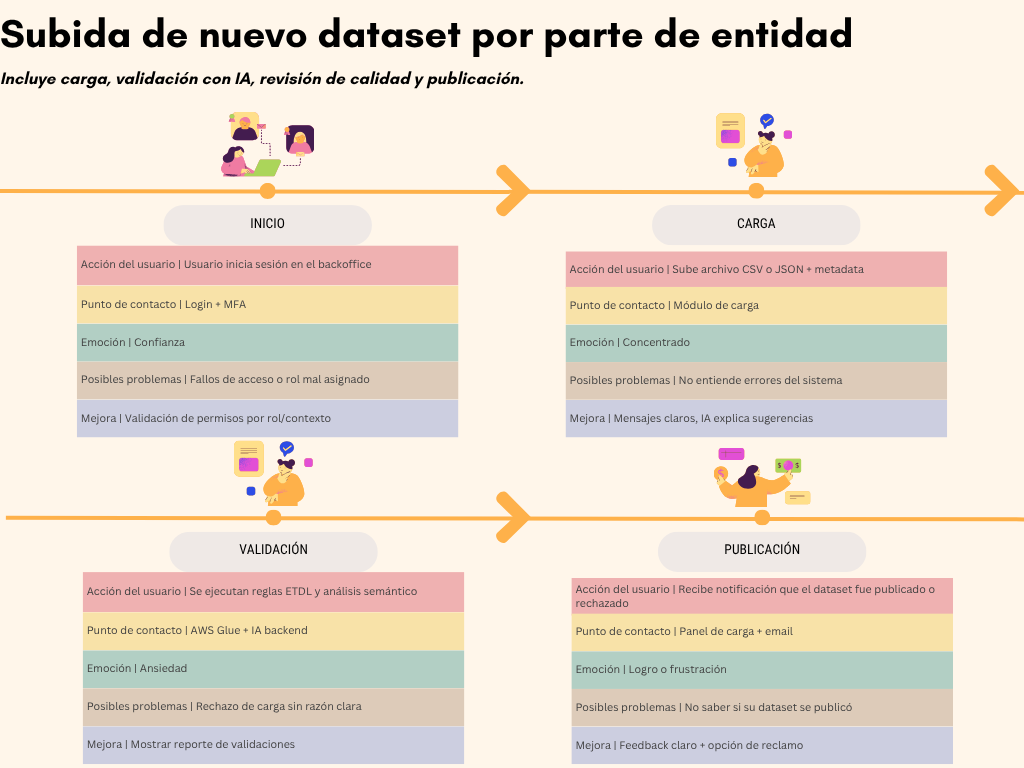 Subida de nuevo dataset por parte de entidad
Incluye carga, validación con IA, revisión de calidad y publicación.
INICIO
Acción del usuario | Usuario inicia sesión en el backoffice
Punto de contacto | Login + MFA
Emoción | Confianza
Posibles problemas | Fallos de acceso o rol mal asignado
Mejora | Validación de permisos por rol/contexto
CARGA
Acción del usuario | Sube archivo CSV o JSON + metadata
Punto de contacto | Módulo de carga
Emoción | Concentrado
Posibles problemas | No entiende errores del sistema
Mejora | Mensajes claros, IA explica sugerencias
VALIDACIÓN
Acción del usuario | Se ejecutan reglas ETDL y análisis semántico
Punto de contacto | AWS Glue + IA backend
Emoción | Ansiedad
Posibles problemas | Rechazo de carga sin razón clara
Mejora | Mostrar reporte de validaciones
$ $
PUBLICACIÓN
Acción del usuario | Recibe notificación que el dataset fue publicado o
rechazado
Punto de contacto | Panel de carga + email
Emoción | Logro o frustración
Posibles problemas | No saber si su dataset se publicó
Mejora | Feedback claro + opción de reclamo